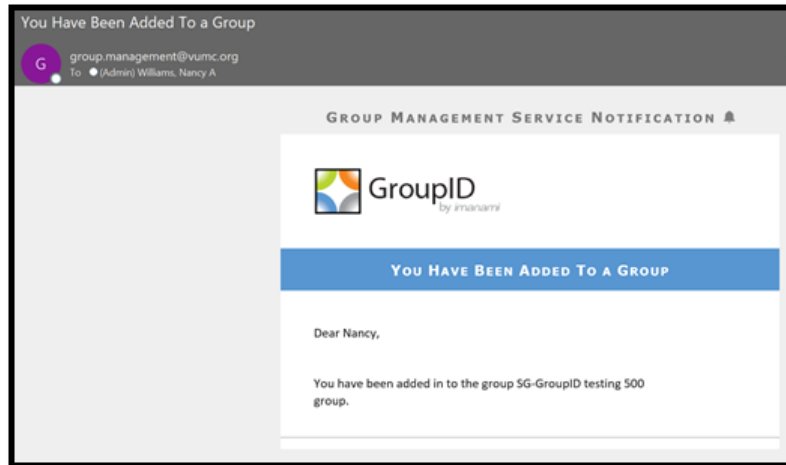 You Have Been Added To a Group
G
group.management@vumc.org
To (Admin) Williams, Nancy A
GROUP MANAGEMENT SERVICE NOTIFICATION
GroupID
by imanami
YOU HAVE BEEN ADDED TO A GROUP
Dear Nancy,
You have been added in to the group SG-GroupID testing 500
group.